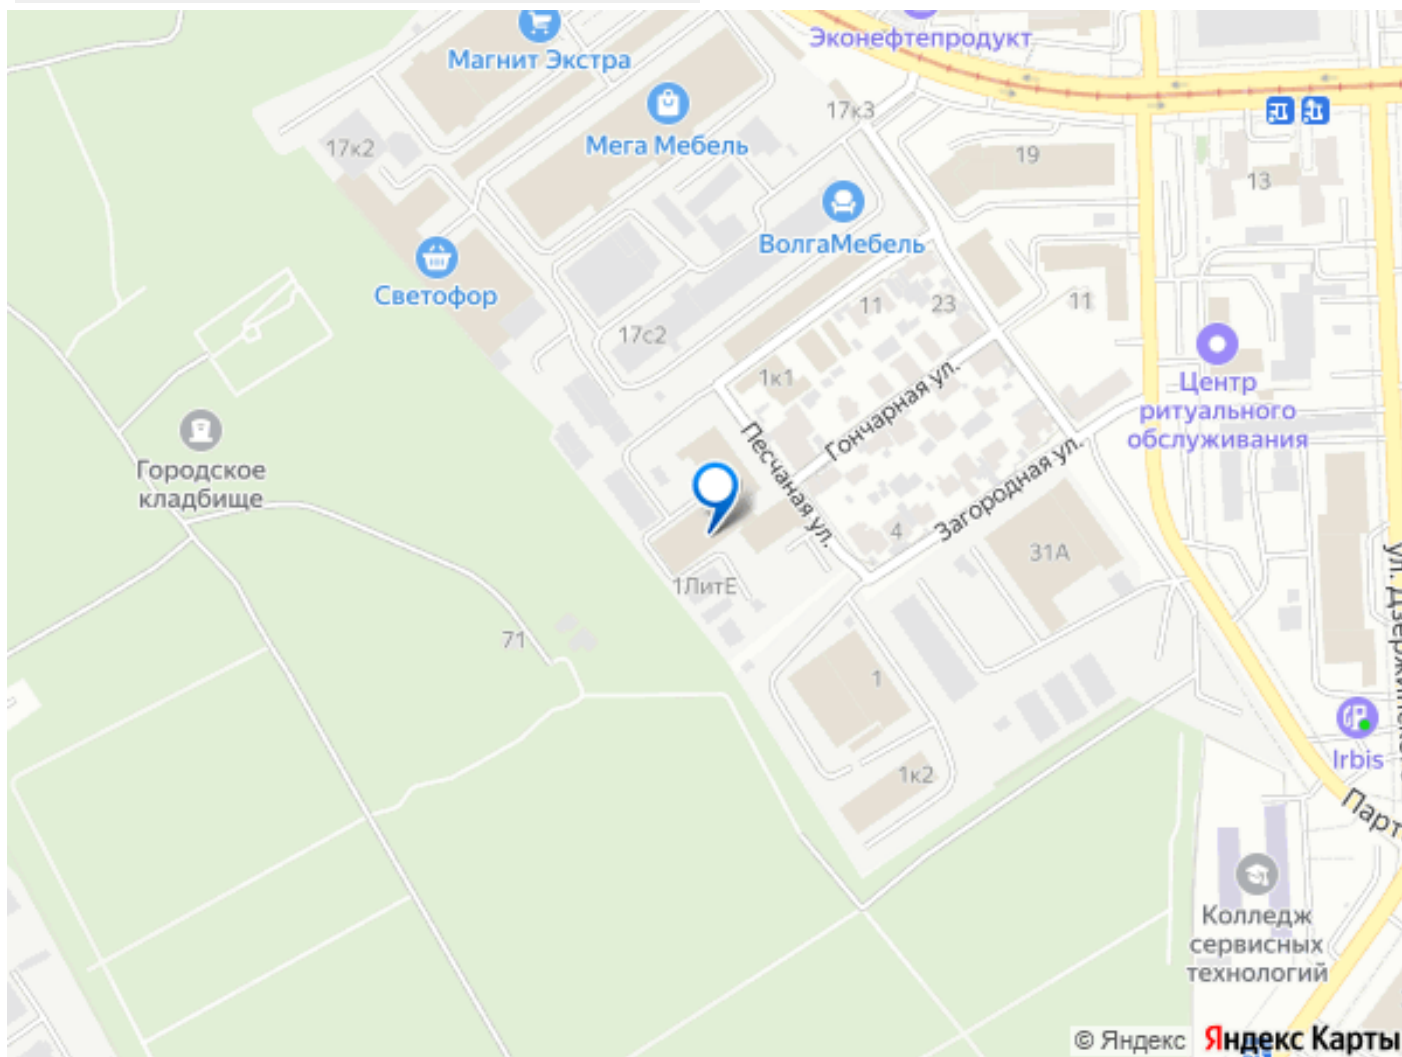 Эконефтепродукт
Магнит Экстра
17к3
Мега Мебель
17к2
19
13
ВолгаМебель
Светофор
11
23
11
17с2
1к1
Гончарная ул.
Центр
ритуального
обслуживания
Песчаная ул.
Загородная ул.
Городское
кладбище
4
31А
1ЛитЕ
ул. Дзержинско
71
1
Irbis
1к2
Парт
Колледж
сервисных
технологий
© Яндекс Яндекс Карты